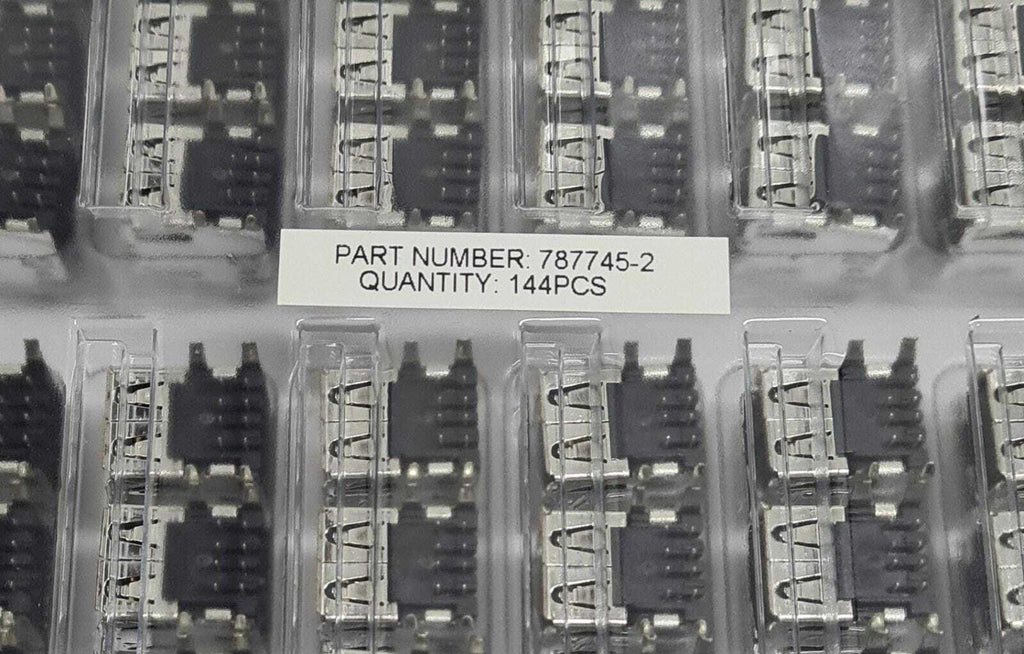 PART NUMBER: 787745-2
QUANTITY: 144PCS